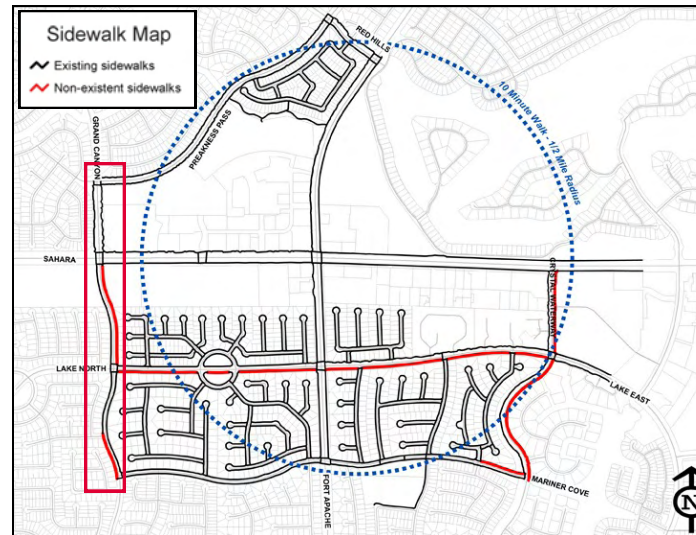 Sidewalk Map
Existing sidewalks
Non-existent sidewalks
RED HILLS
GRAND CANYON
PREAKNESS PASS
10 Minute Walk - 1/2 Mile Radius
SAHARA
CRYSTAL WATER WAY
LAKE NORTH
LAKE EAST
FORT APACHE
MARINER COVE
N